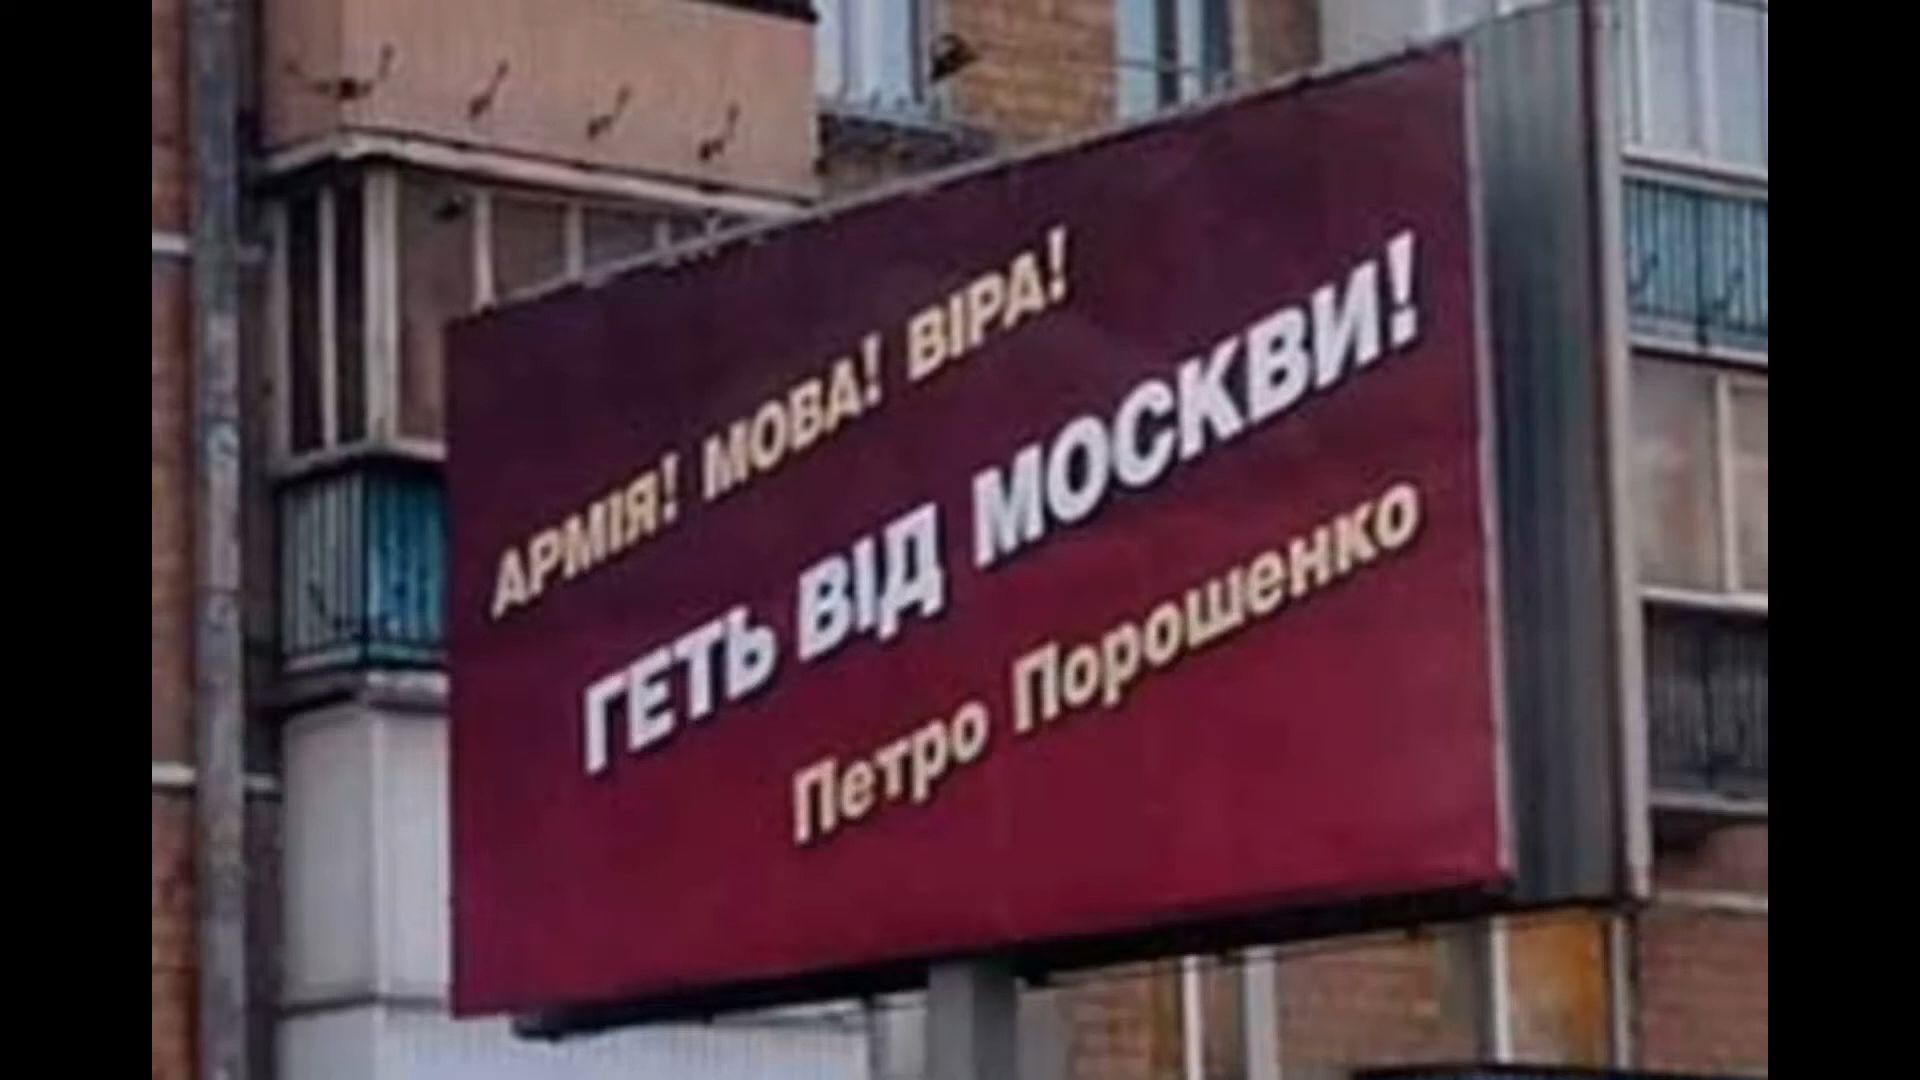 АРМІЯ! МОВА! ВІРА!
ГЕТЬ ВІД МОСКВИ!
Петро Порошенко